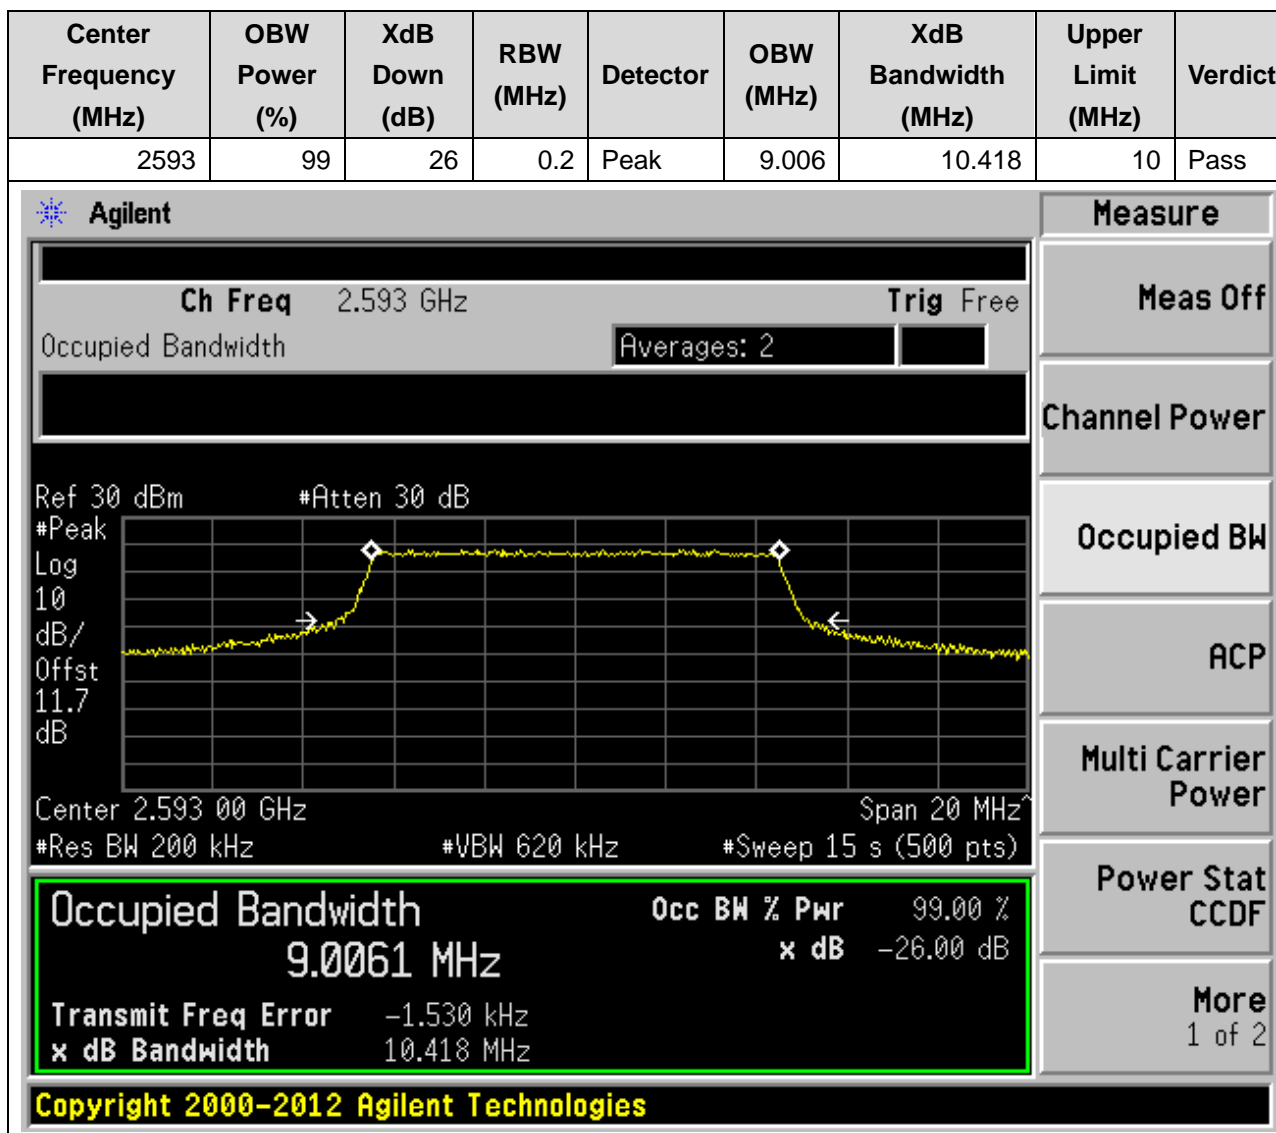 Center Frequency (MHz) OBW Power (%) XdB Down (dB) RBW (MHz) Detector OBW (MHz) XdB Bandwidth (MHz) Upper Limit (MHz) Verdict
2593 99 26 0.2 Peak 9.006 10.418 10 Pass
Agilent
Measure
Ch Freq 2.593 GHz Trig Free
Meas Off
Occupied Bandwidth Averages: 2
Channel Power
Ref 30 dBm #Atten 30 dB
#Peak
Log
10
dB/
Offst
11.7
dB
Occupied BW
ACP
Multi Carrier
Power
Center 2.593 00 GHz Span 20 MHz^
#Res BW 200 kHz #VBW 620 kHz #Sweep 15 s (500 pts)
Power Stat
CCDF
Occupied Bandwidth Occ BW % Pwr 99.00 %
9.0061 MHz x dB -26.00 dB
Transmit Freq Error -1.530 kHz
x dB Bandwidth 10.418 MHz
More
1 of 2
Copyright 2000-2012 Agilent Technologies